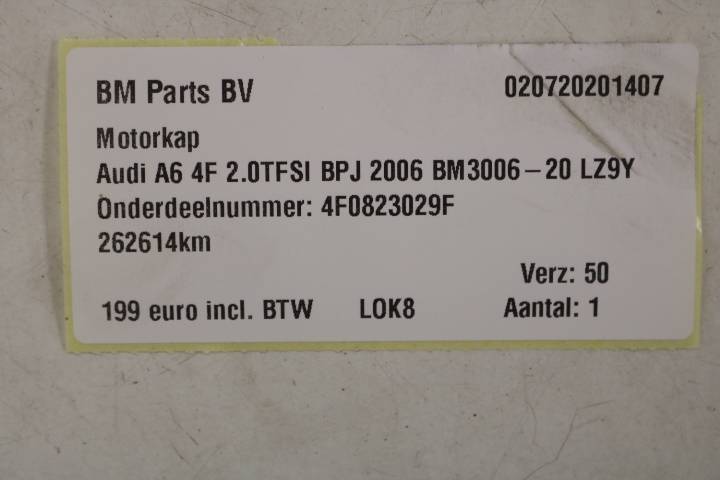 BM Parts BV 020720201407
Motorkap
Audi A6 4F 2.0TFSI BPJ 2006 BM3006-20 LZ9Y
Onderdeelnummer: 4F0823029F
262614km
Verz: 50
199 euro incl. BTW LOK8 Aantal: 1